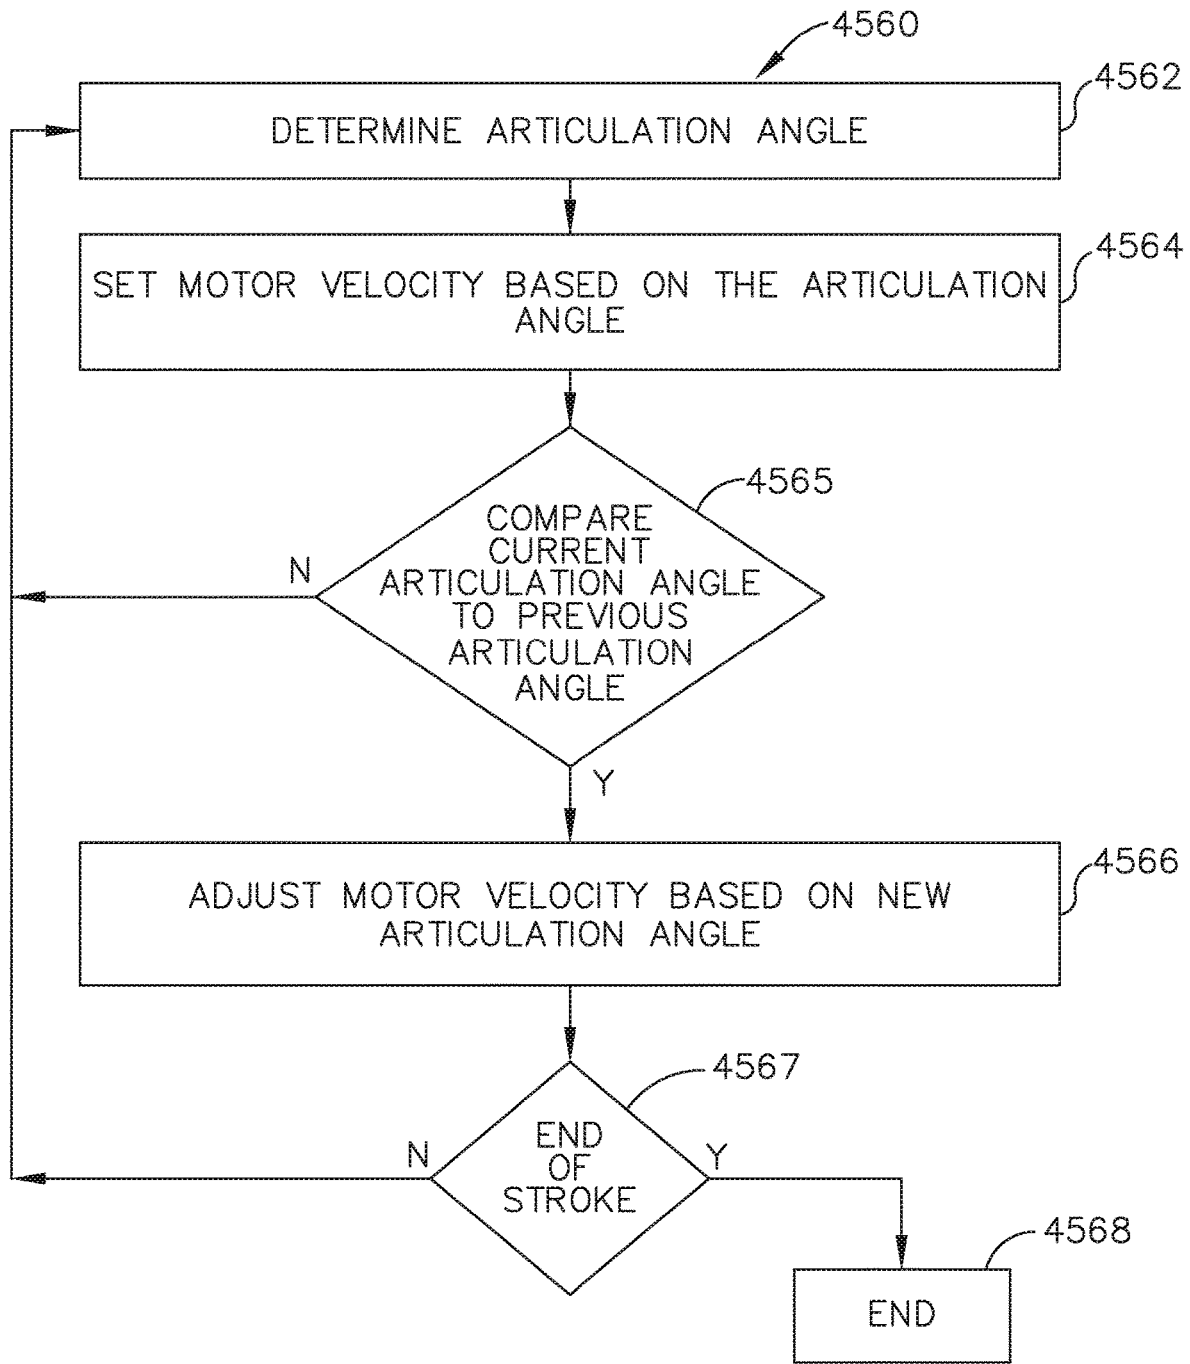 4560
4562
DETERMINE ARTICULATION ANGLE
4564
SET MOTOR VELOCITY BASED ON THE ARTICULATION
ANGLE
4565
COMPARE
CURRENT
ARTICULATION ANGLE
TO PREVIOUS
ARTICULATION
ANGLE
N
Y
4566
ADJUST MOTOR VELOCITY BASED ON NEW
ARTICULATION ANGLE
4567
END
OF
STROKE
N
Y
4568
END